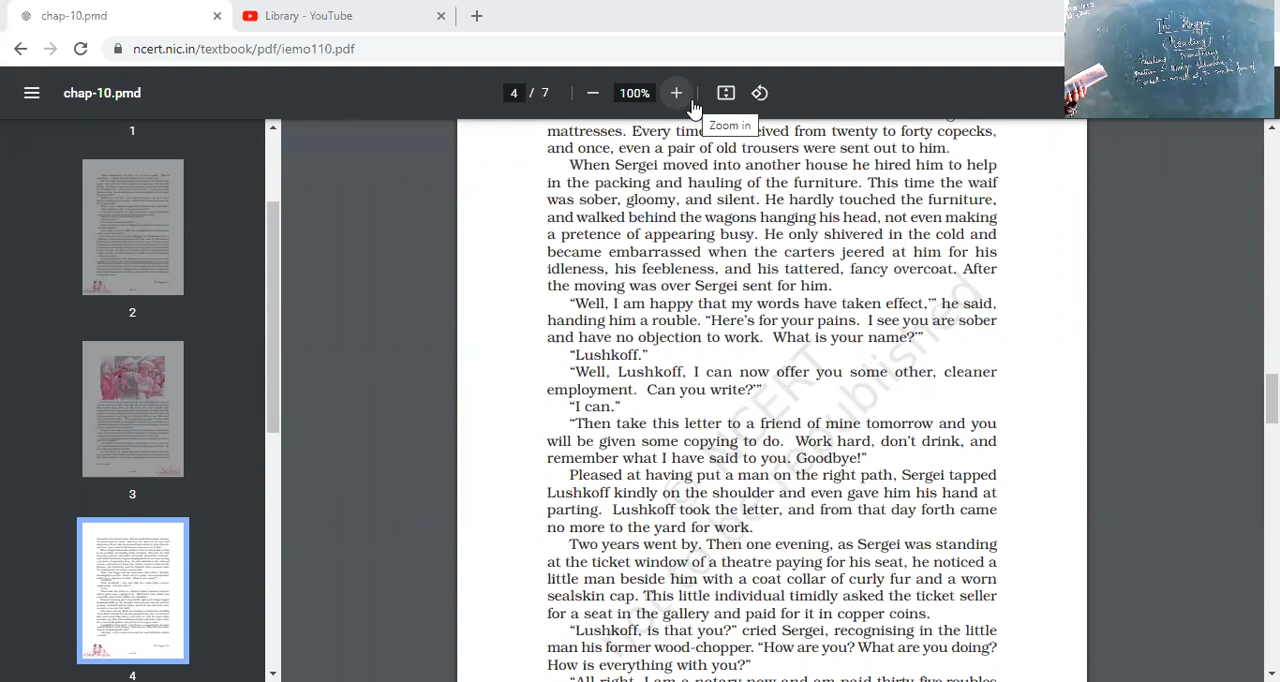 chap-10.pmd
Library - YouTube
ncert.nic.in/textbook/pdf/iemo110.pdf
chap-10.pmd
4 / 7
100%
Zoom in
1
2
3
4
mattresses. Every time eived from twenty to forty copecks,
and once, even a pair of old trousers were sent out to him.
When Sergei moved into another house he hired him to help
in the packing and hauling of the furniture. This time the waif
was sober, gloomy, and silent. He hardly touched the furniture,
and walked behind the wagons hanging his head, not even making
a pretence of appearing busy. He only shivered in the cold and
became embarrassed when the carters jeered at him for his
idleness, his feebleness, and his tattered, fancy overcoat. After
the moving was over Sergei sent for him.
“Well, I am happy that my words have taken effect,’” he said,
handing him a rouble. “Here’s for your pains. I see you are sober
and have no objection to work. What is your name?’”
“Lushkoff.”
“Well, Lushkoff, I can now offer you some other, cleaner
employment. Can you write?’”
“I can.”
“Then take this letter to a friend of mine tomorrow and you
will be given some copying to do. Work hard, don’t drink, and
remember what I have said to you. Goodbye!”
Pleased at having put a man on the right path, Sergei tapped
Lushkoff kindly on the shoulder and even gave him his hand at
parting. Lushkoff took the letter, and from that day forth came
no more to the yard for work.
Two years went by. Then one evening, as Sergei was standing
at the ticket window of a theatre paying for his seat, he noticed a
little man beside him with a coat collar of curly fur and a worn
sealskin cap. This little individual timidly asked the ticket seller
for a seat in the gallery and paid for it in copper coins.
“Lushkoff, is that you?” cried Sergei, recognising in the little
man his former wood-chopper. “How are you? What are you doing?
How is everything with you?”
“All right. I am a notary now and am paid thirty-five roubles
© NCERT
not to be republished